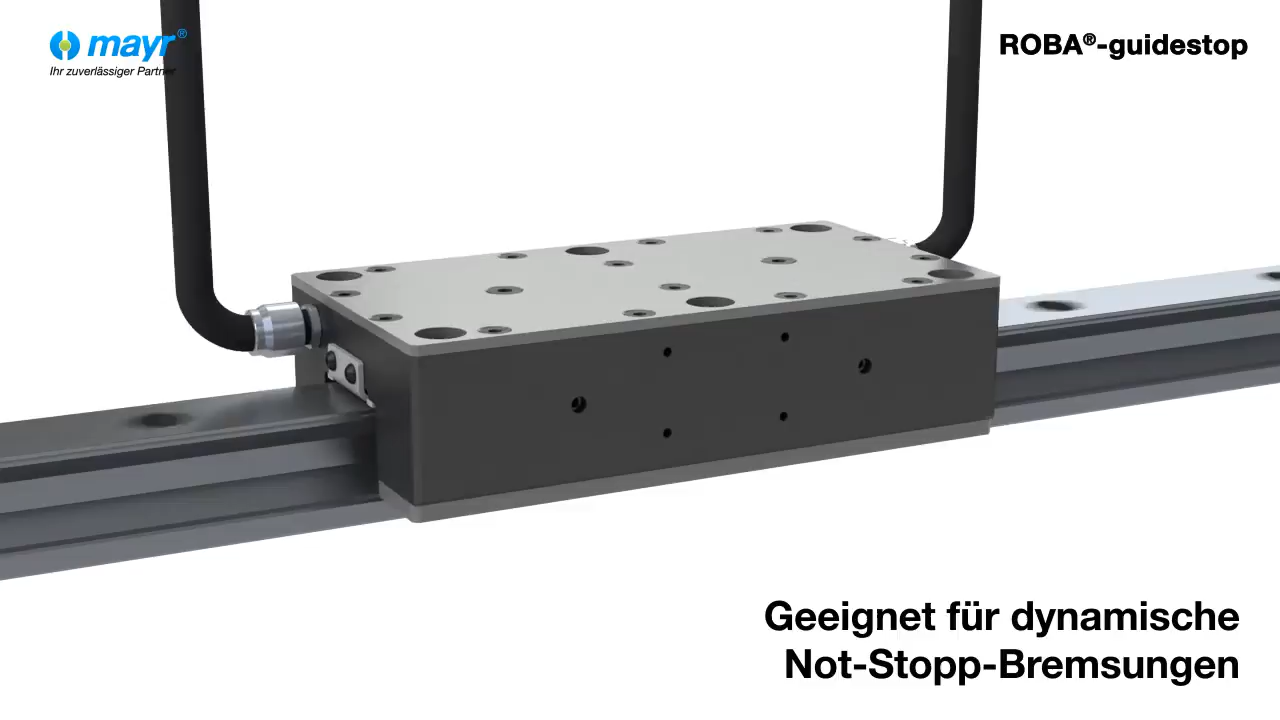 mayr®
Ihr zuverlässiger Partner
ROBA®-guidestop
Geeignet für dynamische
Not-Stopp-Bremsungen